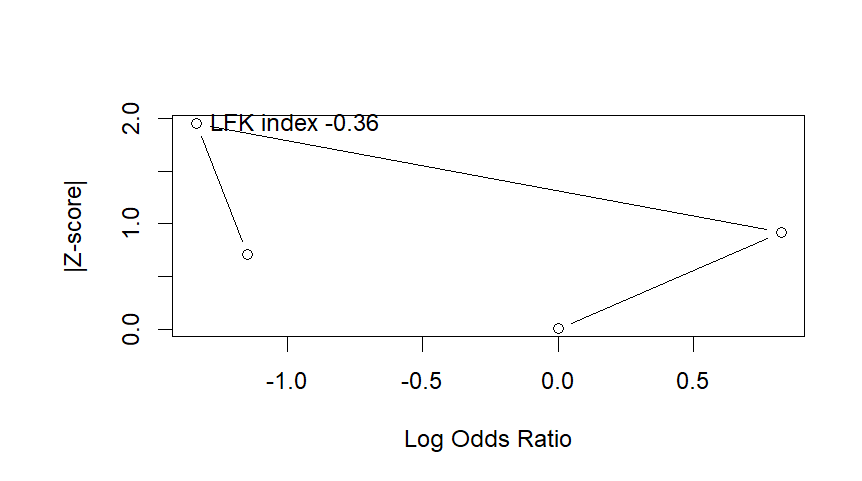 2.0
LFK index -0.36
|Z-score|
1.0
0.0
-1.0 -0.5 0.0 0.5
Log Odds Ratio